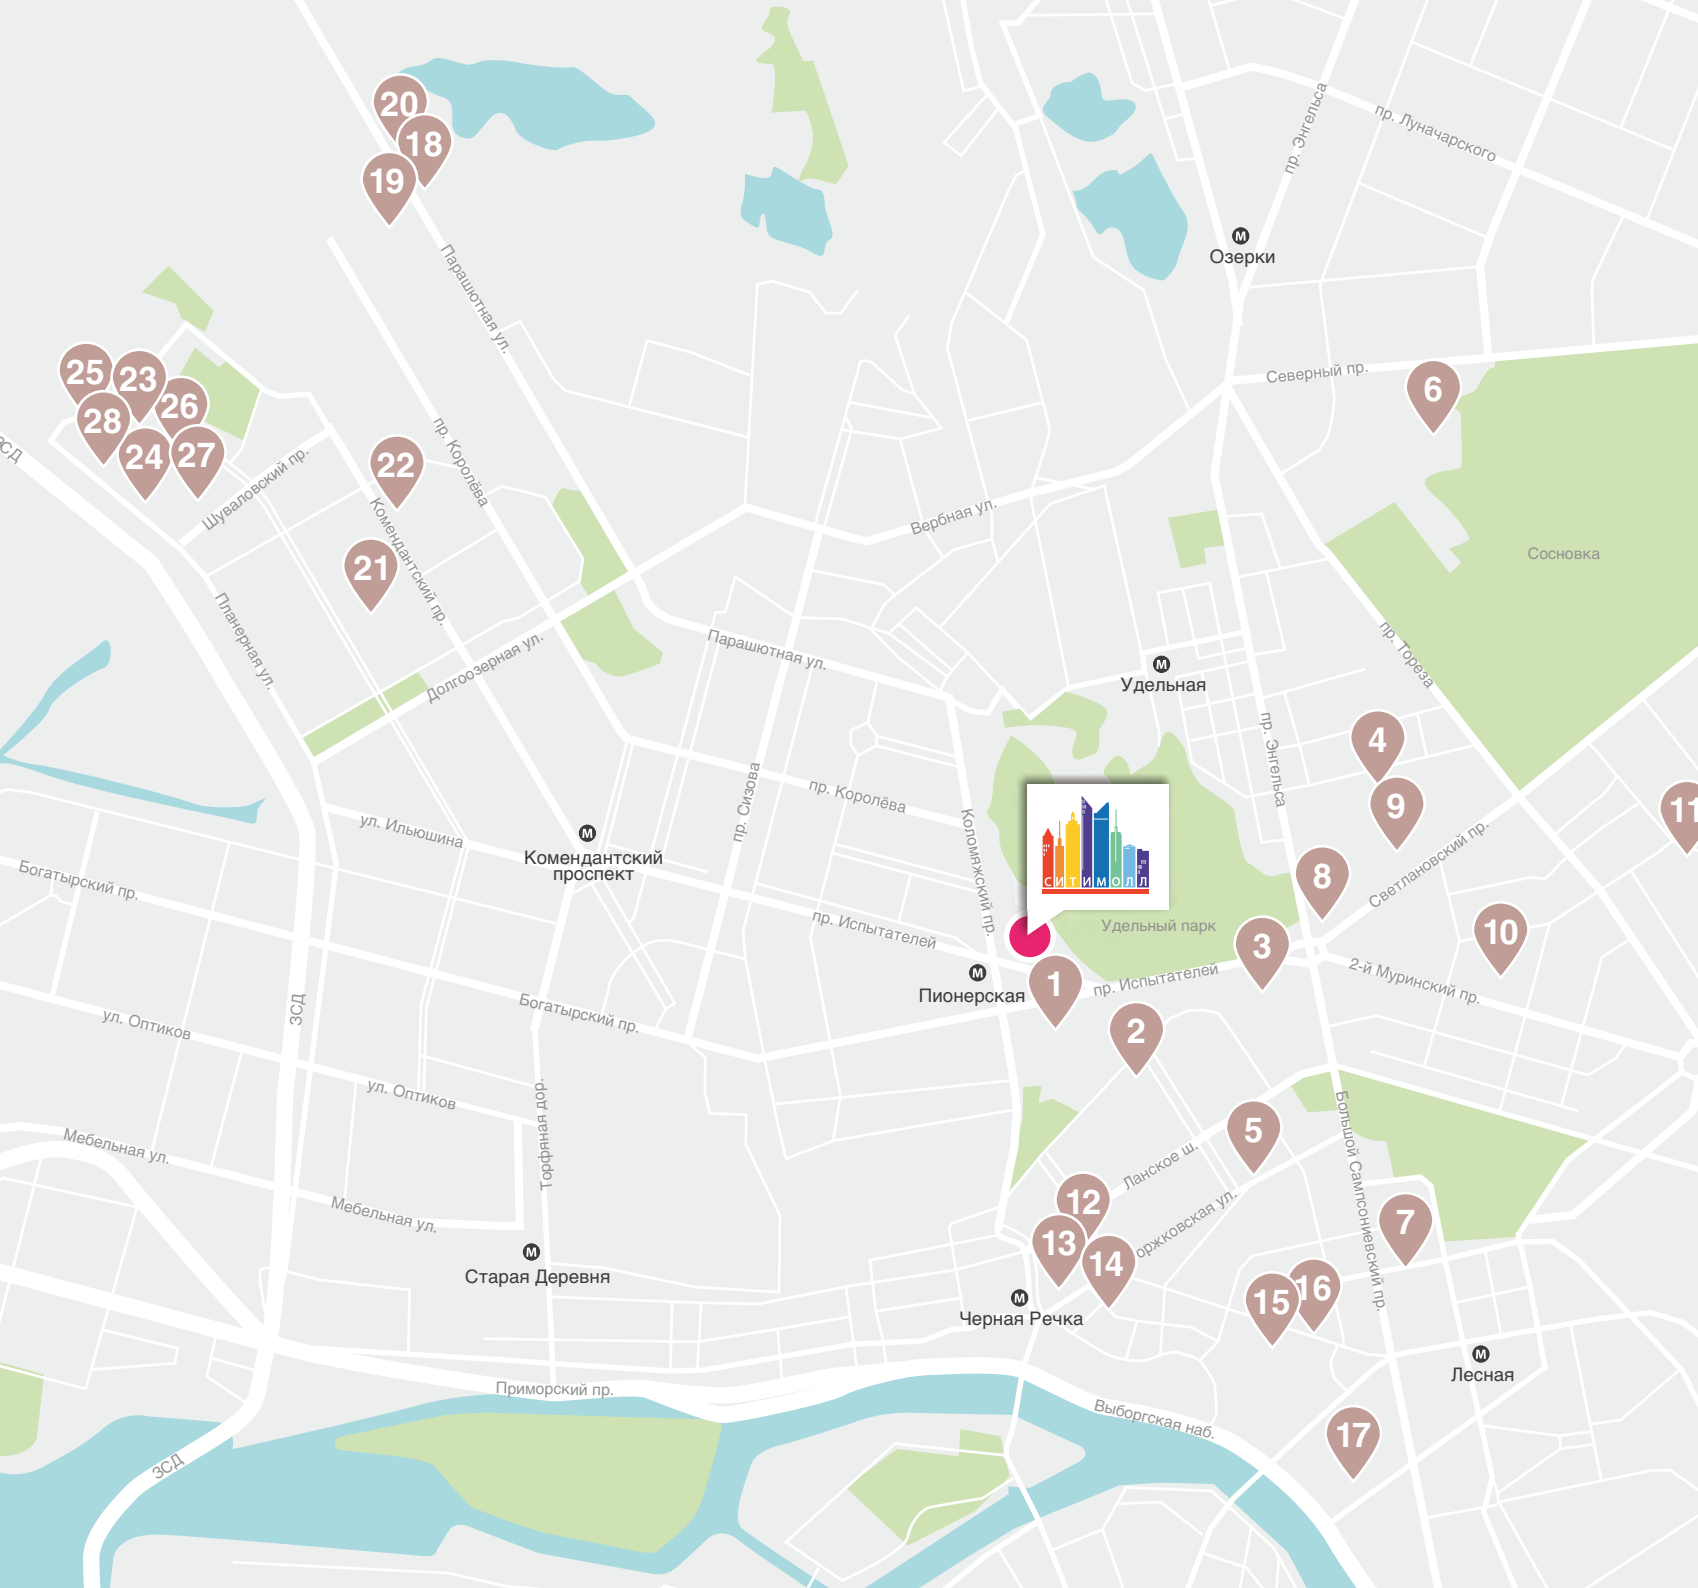 20
18
19
пр. Энгельса
пр. Луначарского
М
Озерки
Парашютная ул.
25
23
26
28
24
27
Северный пр.
6
ЗСД
Шуваловский пр.
22
пр. Королёва
Комендантский пр.
Вербная ул.
21
Сосновка
Планерная ул.
Долгоозерная ул.
Парашютная ул.
М
Удельная
пр. Тореза
пр. Энгельса
4
9
11
пр. Сизова
пр. Королёва
Коломяжский пр.
СИТИМОЛЛ
ул. Ильюшина
М
Комендантский
проспект
8
Светлановский пр.
Богатырский пр.
пр. Испытателей
Удельный парк
3
10
М
Пионерская
1
пр. Испытателей
2-й Муринский пр.
ЗСД
ул. Оптиков
Богатырский пр.
2
ул. Оптиков
Торфяная дор.
Большой Сампсониевский пр.
5
Мебельная ул.
Ланское ш.
12
Мебельная ул.
оржковская ул.
13
14
7
М
Старая Деревня
М
Черная Речка
15
16
М
Лесная
Приморский пр.
Выборгская наб.
17
ЗСД